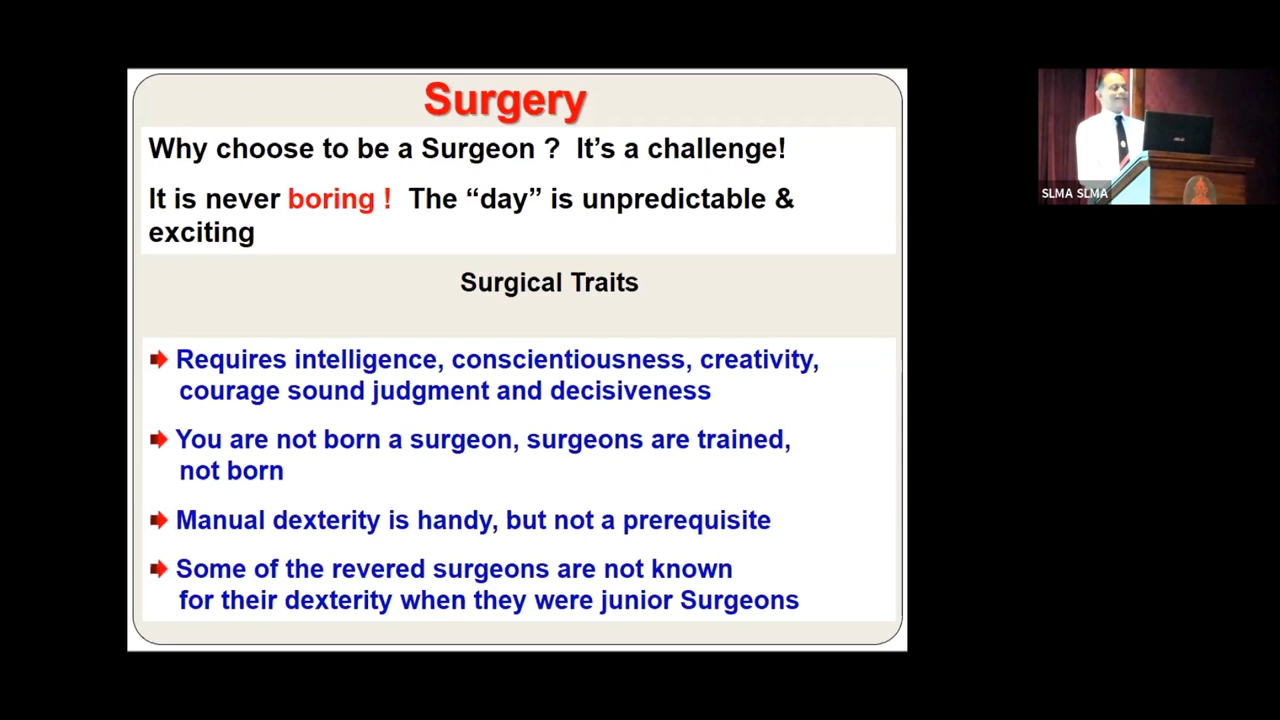 Surgery
Why choose to be a Surgeon ? It’s a challenge!
It is never boring ! The “day” is unpredictable &
exciting
Surgical Traits
Requires intelligence, conscientiousness, creativity,
courage sound judgment and decisiveness
You are not born a surgeon, surgeons are trained,
not born
Manual dexterity is handy, but not a prerequisite
Some of the revered surgeons are not known
for their dexterity when they were junior Surgeons
SLMA SLMA